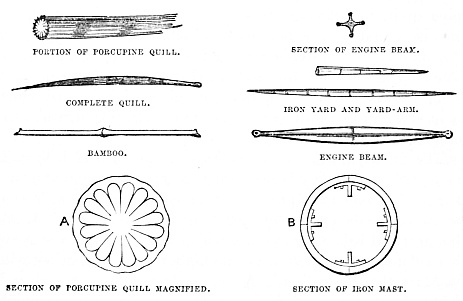 PORTION OF PORCUPINE QUILL.
SECTION OF ENGINE BEAM.
COMPLETE QUILL.
IRON YARD AND YARD-ARM.
BAMBOO.
ENGINE BEAM.
A
B
SECTION OF PORCUPINE QUILL MAGNIFIED.
SECTION OF IRON MAST.